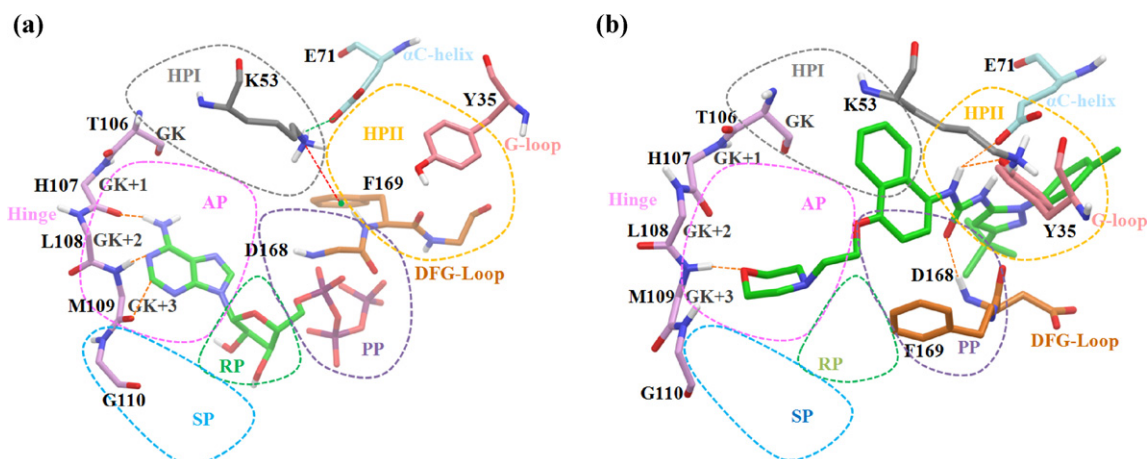 (a)
E71
αC-helix
HPI
K53
Y35
T106
GK
HPII
G-loop
H107
GK+1
F169
Hinge
AP
L108
GK+2
D168
DFG-Loop
M109
GK+3
PP
RP
G110
SP
(b)
HPI
E71
K53
αC-helix
T106
GK
HPII
H107
GK+1
Hinge
AP
G-loop
L108
GK+2
Y35
D168
M109
GK+3
PP
DFG-Loop
F169
RP
G110
SP